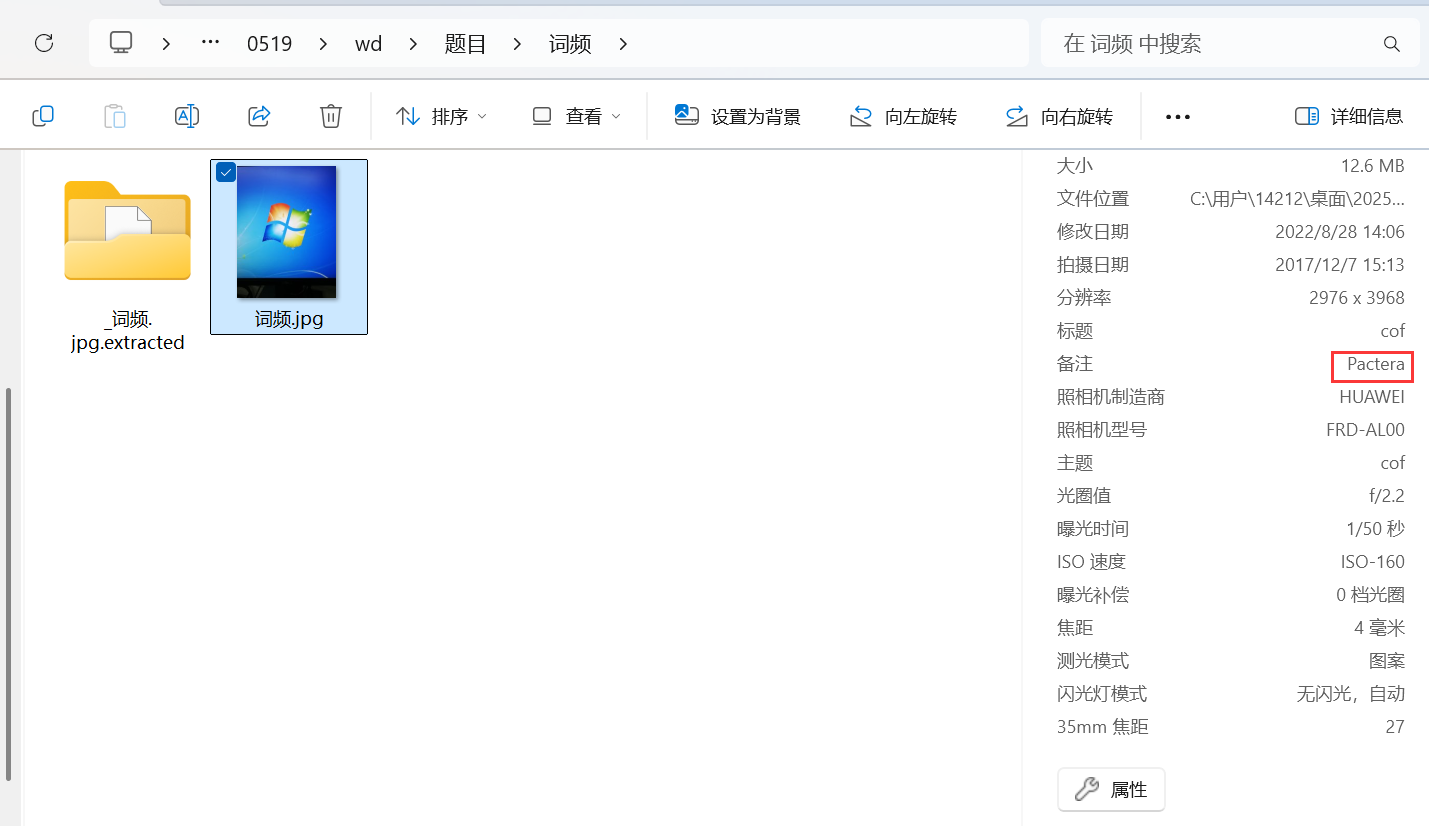 0519 wd 题目 词频
在 词频 中搜索
排序 查看 设置为背景 向左旋转 向右旋转 详细信息
_词频.
jpg.extracted
词频.jpg
大小 12.6 MB
文件位置 C:\用户\14212\桌面\2025...
修改日期 2022/8/28 14:06
拍摄日期 2017/12/7 15:13
分辨率 2976 x 3968
标题 cof
备注 Pactera
照相机制造商 HUAWEI
照相机型号 FRD-AL00
主题 cof
光圈值 f/2.2
曝光时间 1/50 秒
ISO 速度 ISO-160
曝光补偿 0 档光圈
焦距 4 毫米
测光模式 图案
闪光灯模式 无闪光，自动
35mm 焦距 27
属性